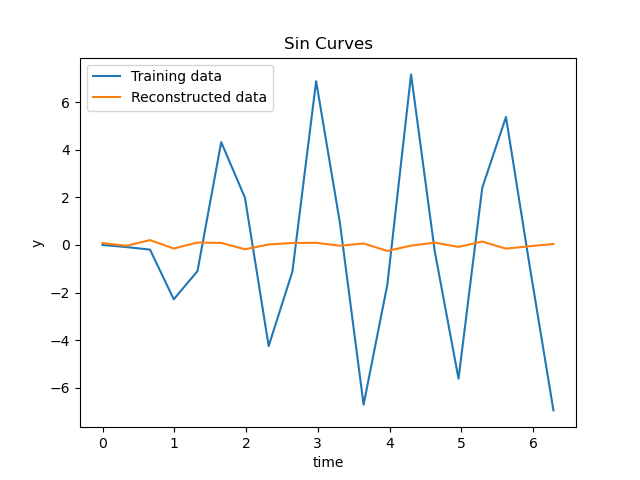 Sin Curves
Training data
Reconstructed data
6
4
2
0
−2
−4
−6
y
0 1 2 3 4 5 6
time